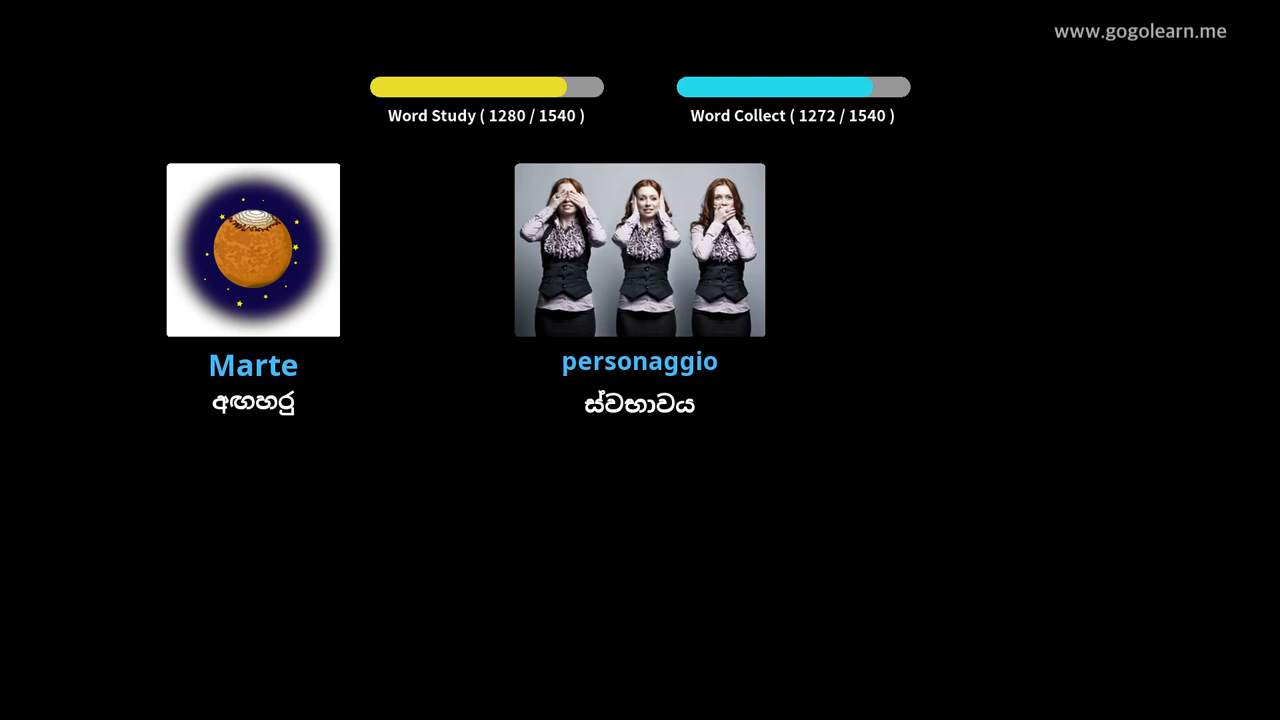 www.gogolearn.me
Word Study ( 1280 / 1540 )
Word Collect ( 1272 / 1540 )
Marte
අඟහරු
personaggio
ස්වභාවය